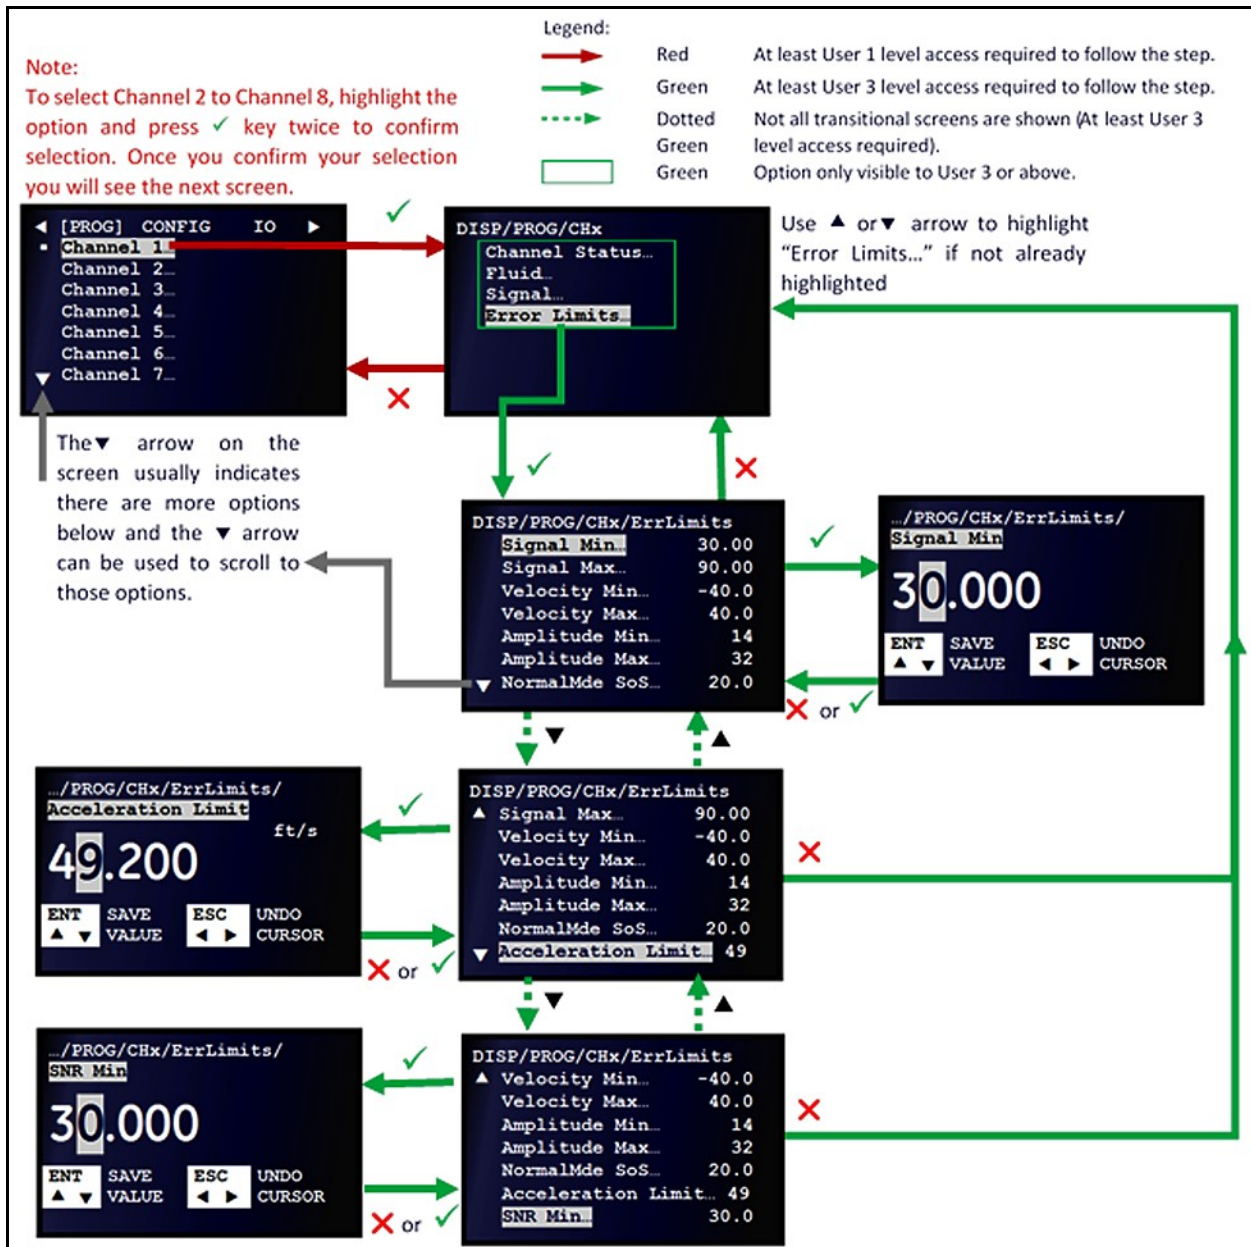 Legend:
Red At least User 1 level access required to follow the step.
Green At least User 3 level access required to follow the step.
Dotted Green Not all transitional screens are shown (At least User 3 level access required).
Green Option only visible to User 3 or above.
Note:
To select Channel 2 to Channel 8, highlight the
option and press ✓ key twice to confirm
selection. Once you confirm your selection
you will see the next screen.
◀ [PROG] CONFIG IO ▶
Channel 1...
Channel 2...
Channel 3...
Channel 4...
Channel 5...
Channel 6...
▼ Channel 7...
✓
✕
DISP/PROG/CHx
Channel Status...
Fluid...
Signal...
Error Limits...
Use ▲ or ▼ arrow to highlight
“Error Limits...” if not already
highlighted
The ▼ arrow on the
screen usually indicates
there are more options
below and the ▼ arrow
can be used to scroll to
those options.
✓
✕
DISP/PROG/CHx/ErrLimits
Signal Min... 30.00
Signal Max... 90.00
Velocity Min... -40.0
Velocity Max... 40.0
Amplitude Min... 14
Amplitude Max... 32
▼ NormalMde SoS... 20.0
✓
✕ or ✓
.../PROG/CHx/ErrLimits/
Signal Min
30.000
ENT SAVE ESC UNDO
▲ ▼ VALUE ◀ ▶ CURSOR
▼
▲
.../PROG/CHx/ErrLimits/
Acceleration Limit
ft/s
49.200
ENT SAVE ESC UNDO
▲ ▼ VALUE ◀ ▶ CURSOR
✓
✕ or ✓
DISP/PROG/CHx/ErrLimits
▲ Signal Max... 90.00
Velocity Min... -40.0
Velocity Max... 40.0
Amplitude Min... 14
Amplitude Max... 32
NormalMde SoS... 20.0
▼ Acceleration Limit... 49
✕
▼
▲
.../PROG/CHx/ErrLimits/
SNR Min
30.000
ENT SAVE ESC UNDO
▲ ▼ VALUE ◀ ▶ CURSOR
✓
✕ or ✓
DISP/PROG/CHx/ErrLimits
▲ Velocity Min... -40.0
Velocity Max... 40.0
Amplitude Min... 14
Amplitude Max... 32
NormalMde SoS... 20.0
Acceleration Limit... 49
SNR Min... 30.0
✕